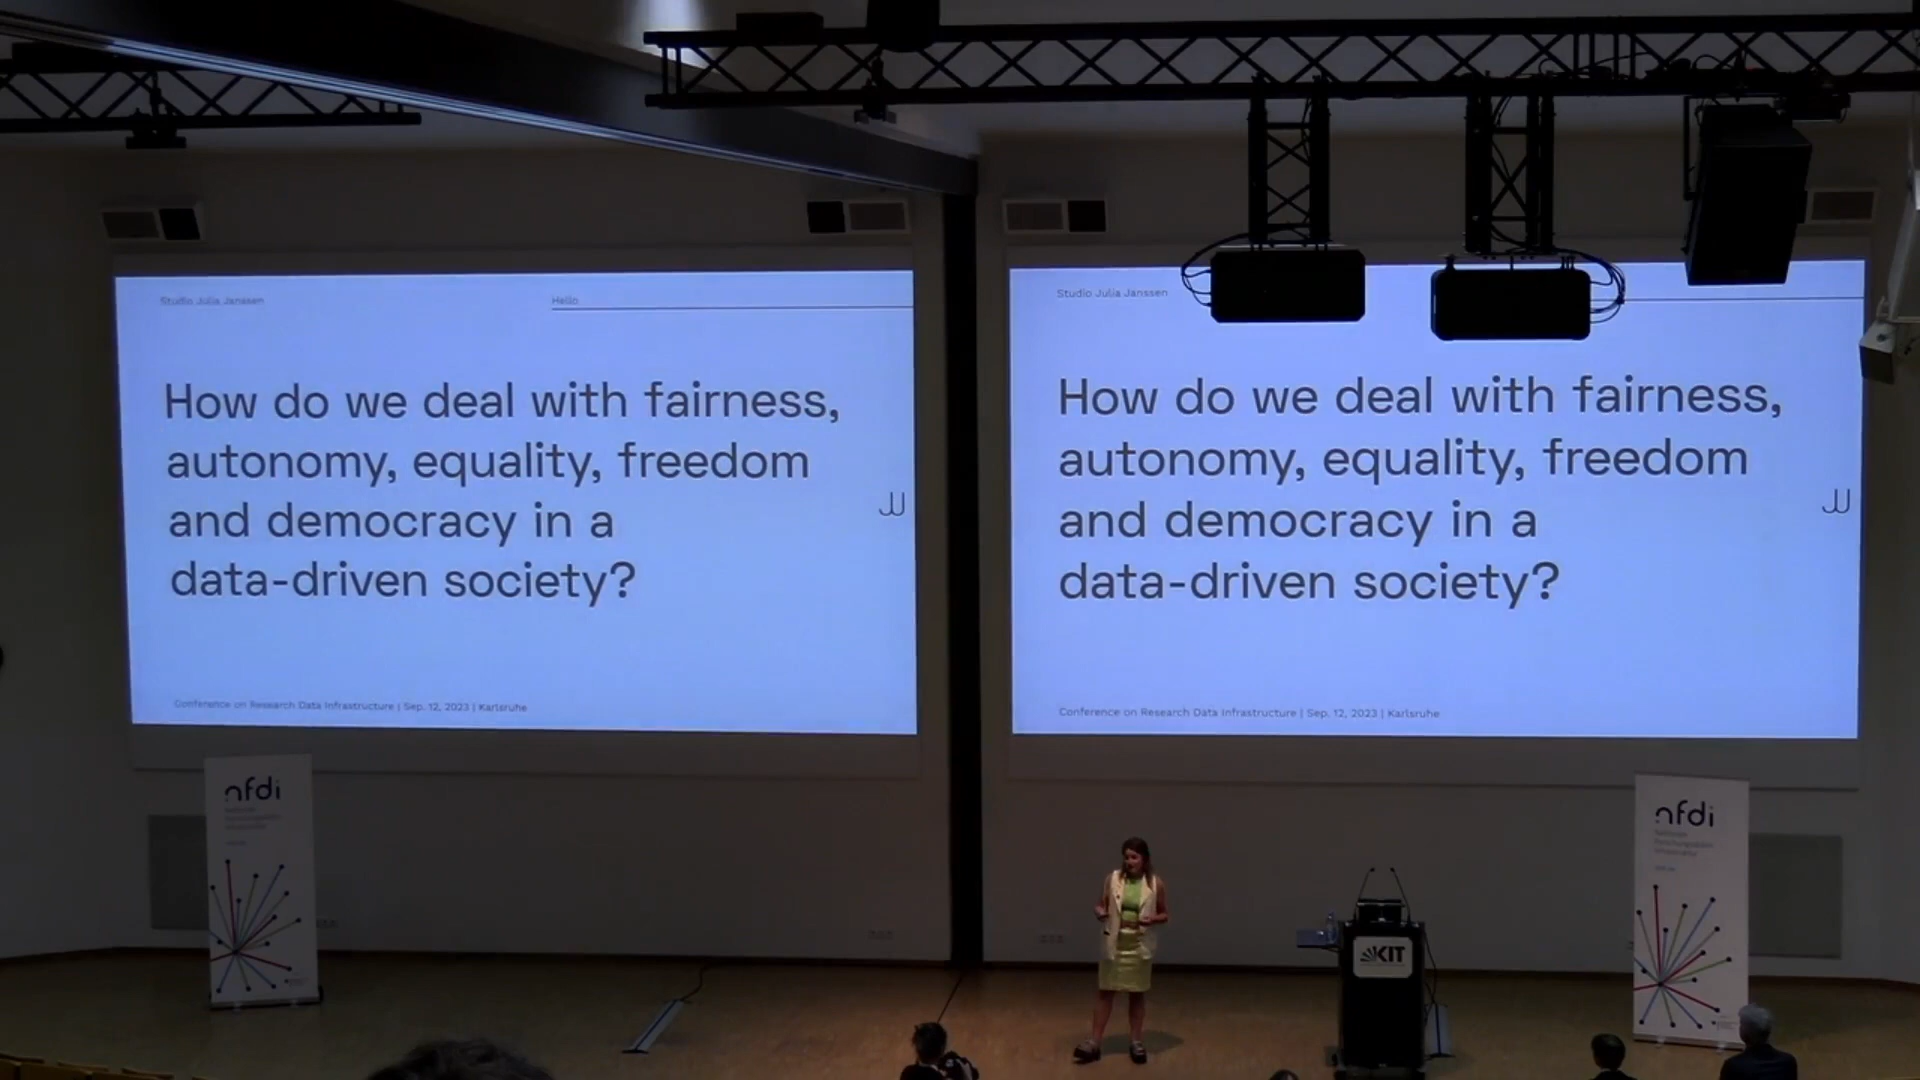 Studio Julia Janssen
Hello
How do we deal with fairness,
autonomy, equality, freedom
and democracy in a
data-driven society?
JJ
Conference on Research Data Infrastructure | Sep. 12, 2023 | Karlsruhe
Studio Julia Janssen
How do we deal with fairness,
autonomy, equality, freedom
and democracy in a
data-driven society?
JJ
Conference on Research Data Infrastructure | Sep. 12, 2023 | Karlsruhe
nfdi
nfdi
KIT